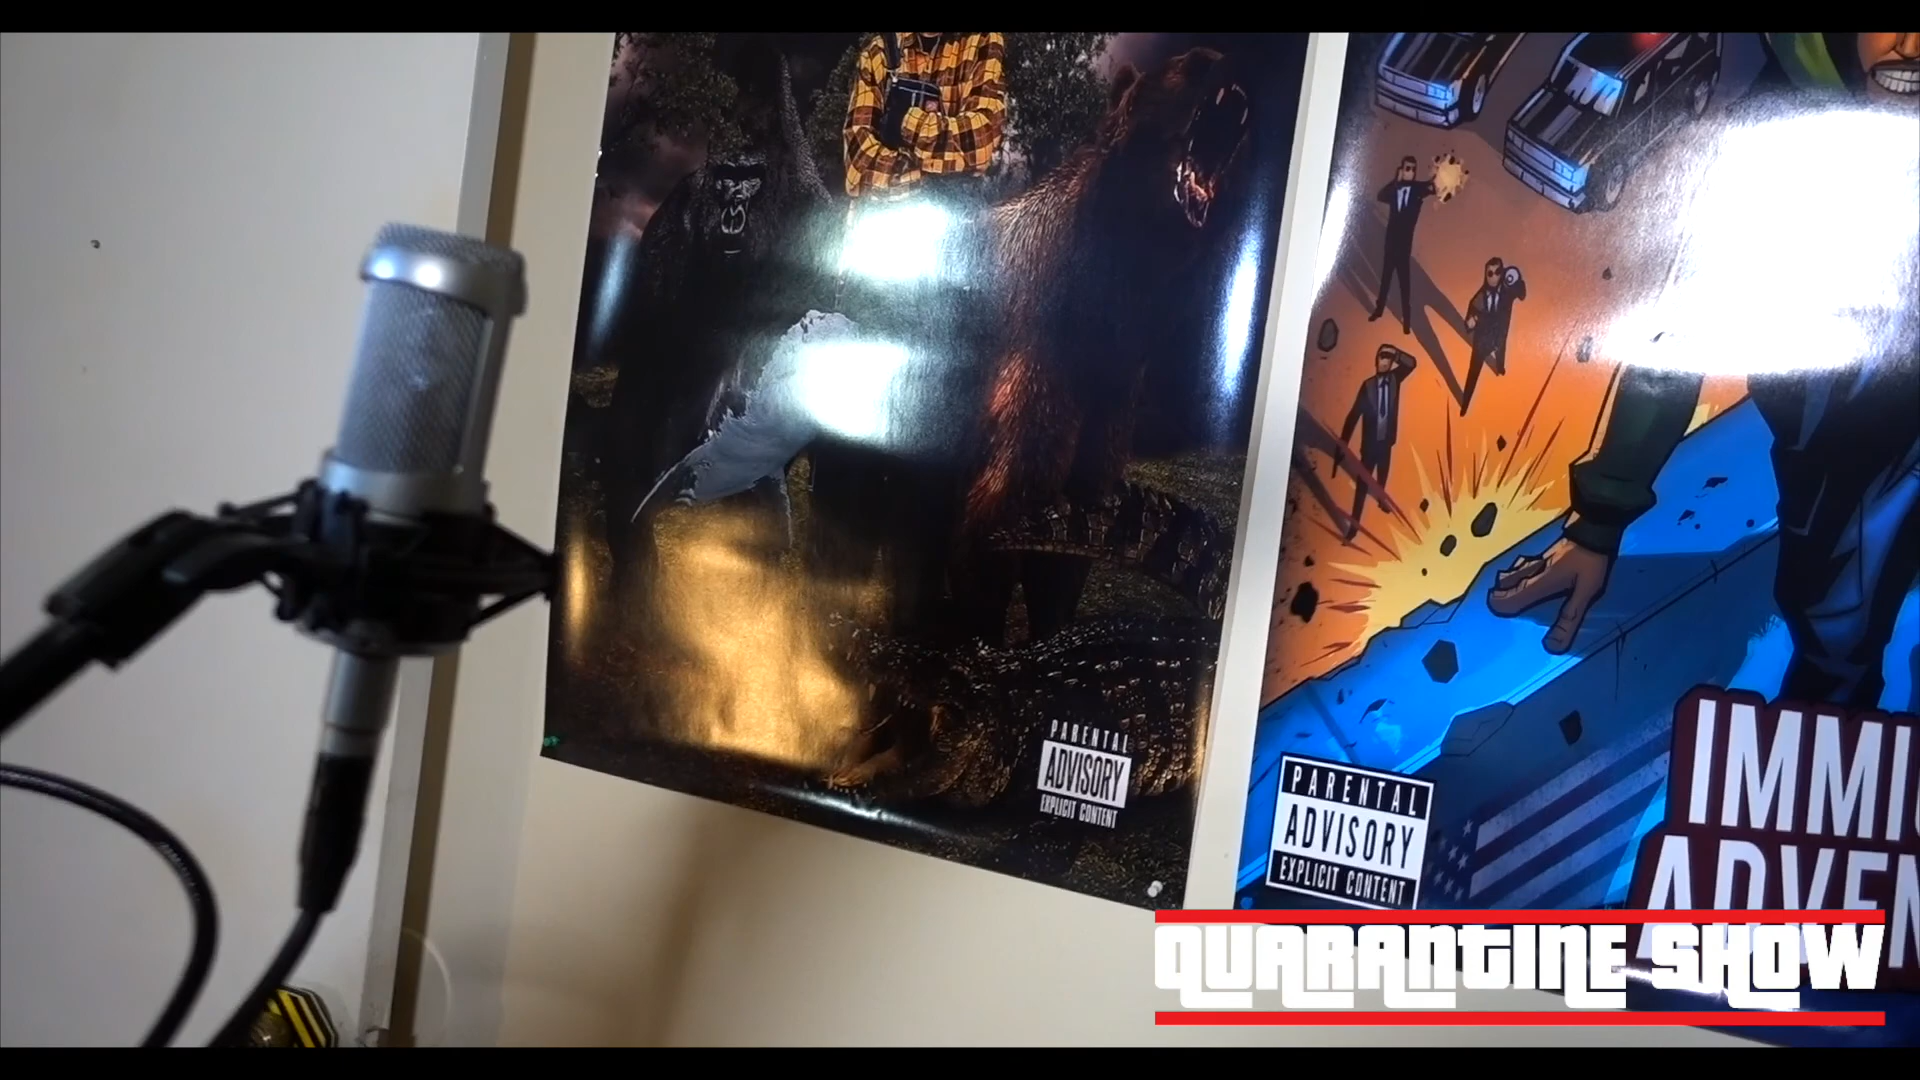 PARENTAL
ADVISORY
EXPLICIT CONTENT
PARENTAL
ADVISORY
EXPLICIT CONTENT
QUARANTINE SHOW